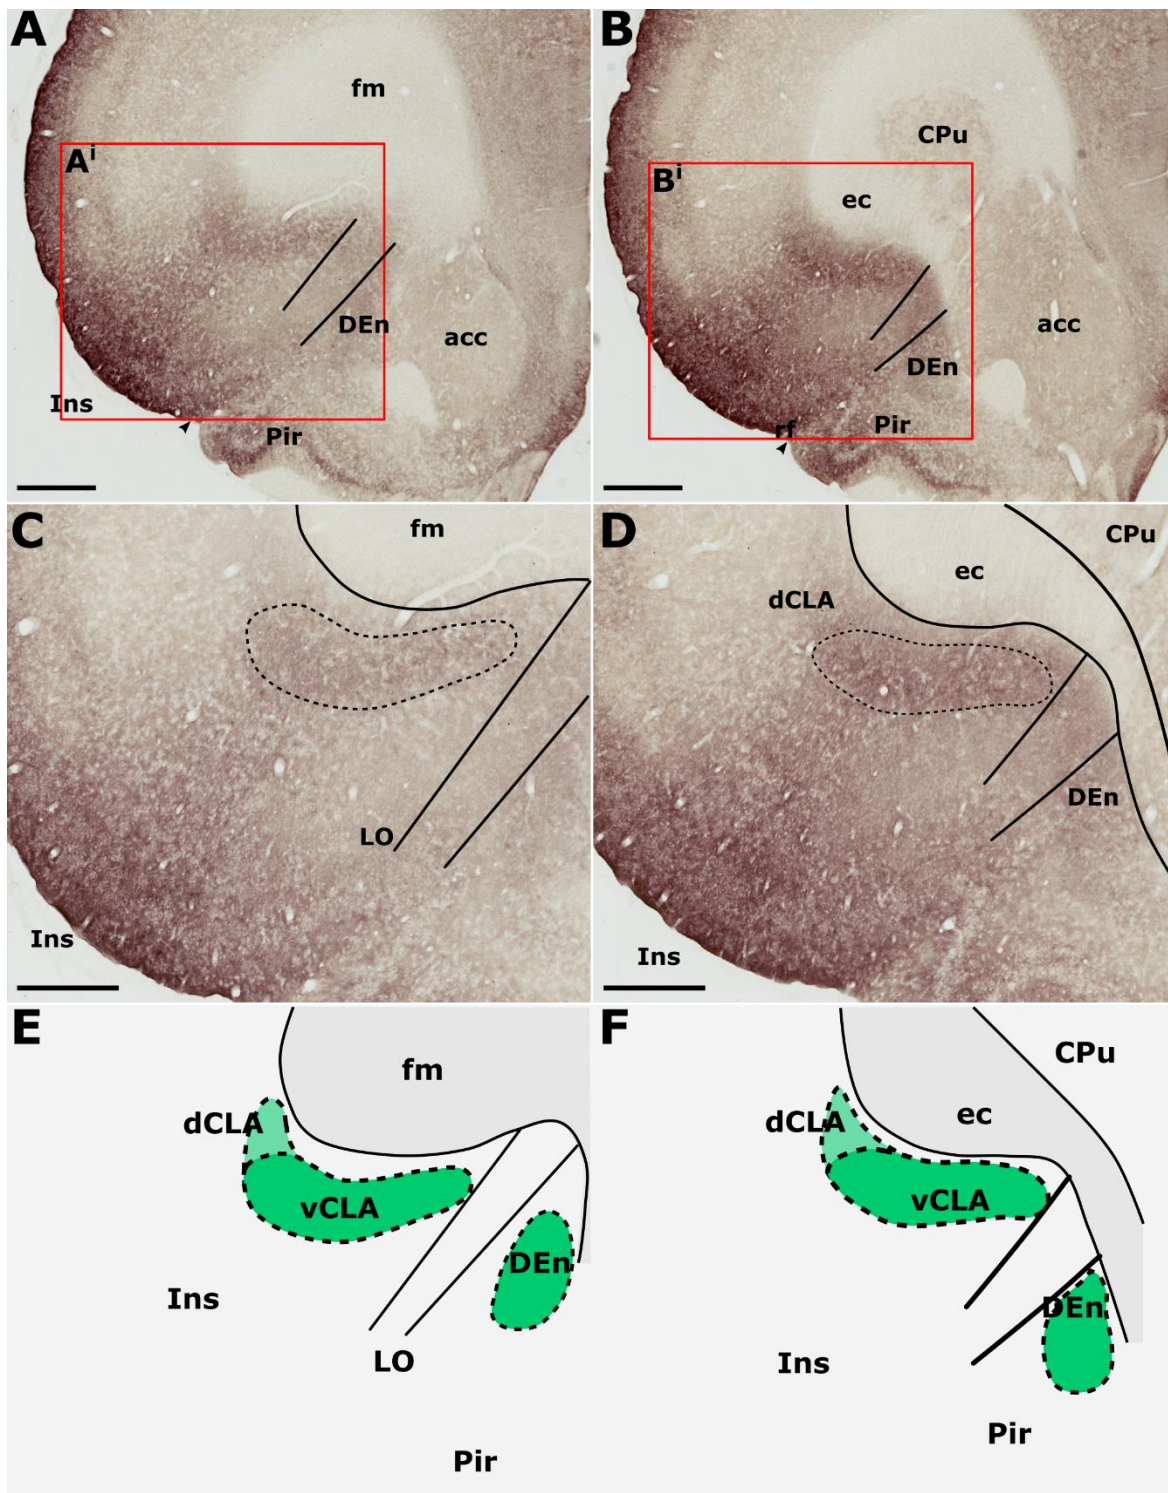 A
fm
Aⁱ
DEn
acc
Ins
Pir
B
CPu
Bⁱ
ec
acc
DEn
Pir
rf
C
fm
LO
Ins
D
CPu
ec
dCLA
DEn
Ins
E
fm
dCLA
vCLA
DEn
Ins
LO
Pir
F
CPu
ec
dCLA
vCLA
DEn
Ins
Pir